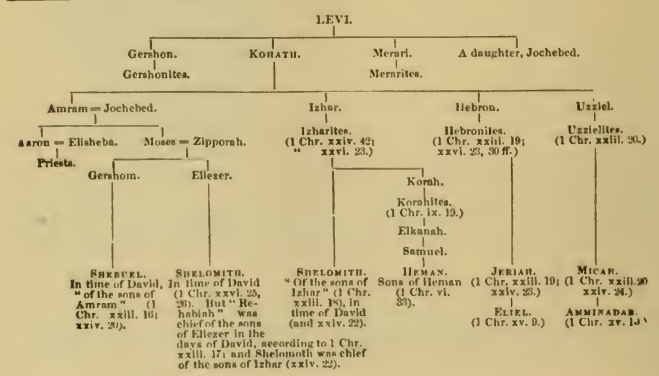 LEVI.
Gershon. KOHATH. Merari. A daughter, Jochebed.
Gershonites. Merarites.
Amram = Jochebed. Izhar. Hebron. Uzziel.
Aaron = Elisheba. Moses = Zipporah.
Priests.
Izharites.
(1 Chr. xxiv. 42;
" xxvi. 23.)
Hebronites.
(1 Chr. xxiii. 19;
xxvi. 23, 30 ff.)
Uzzielites.
(1 Chr. xxiii. 20.)
Gershom. Eliezer.
Korah.
Korahites.
(1 Chr. ix. 19.)
Elkanah.
Samuel.
SHEBUEL.
In time of David,
"of the sons of
Amram" (1
Chr. xxiii. 16;
xxiv. 20).
SHELOMITH.
In time of David
(1 Chr. xxvi. 25,
26). But "Re-
habiah" was
chief of the sons
of Eliezer in the
days of David, according to 1 Chr.
xxiii. 17; and Shelomoth was chief
of the sons of Izhar (xxiv. 22).
SHELOMITH.
"Of the sons of
Izhar" (1 Chr.
xxiii. 18), in
time of David
(and xxiv. 22).
HEMAN.
Sons of Heman
(1 Chr. vi.
33).
JERIAH.
(1 Chr. xxiii. 19;
xxiv. 23.)
ELIEL.
(1 Chr. xv. 9.)
MICAH.
(1 Chr. xxiii. 20
xxiv. 24.)
AMMINADAB.
(1 Chr. xv.